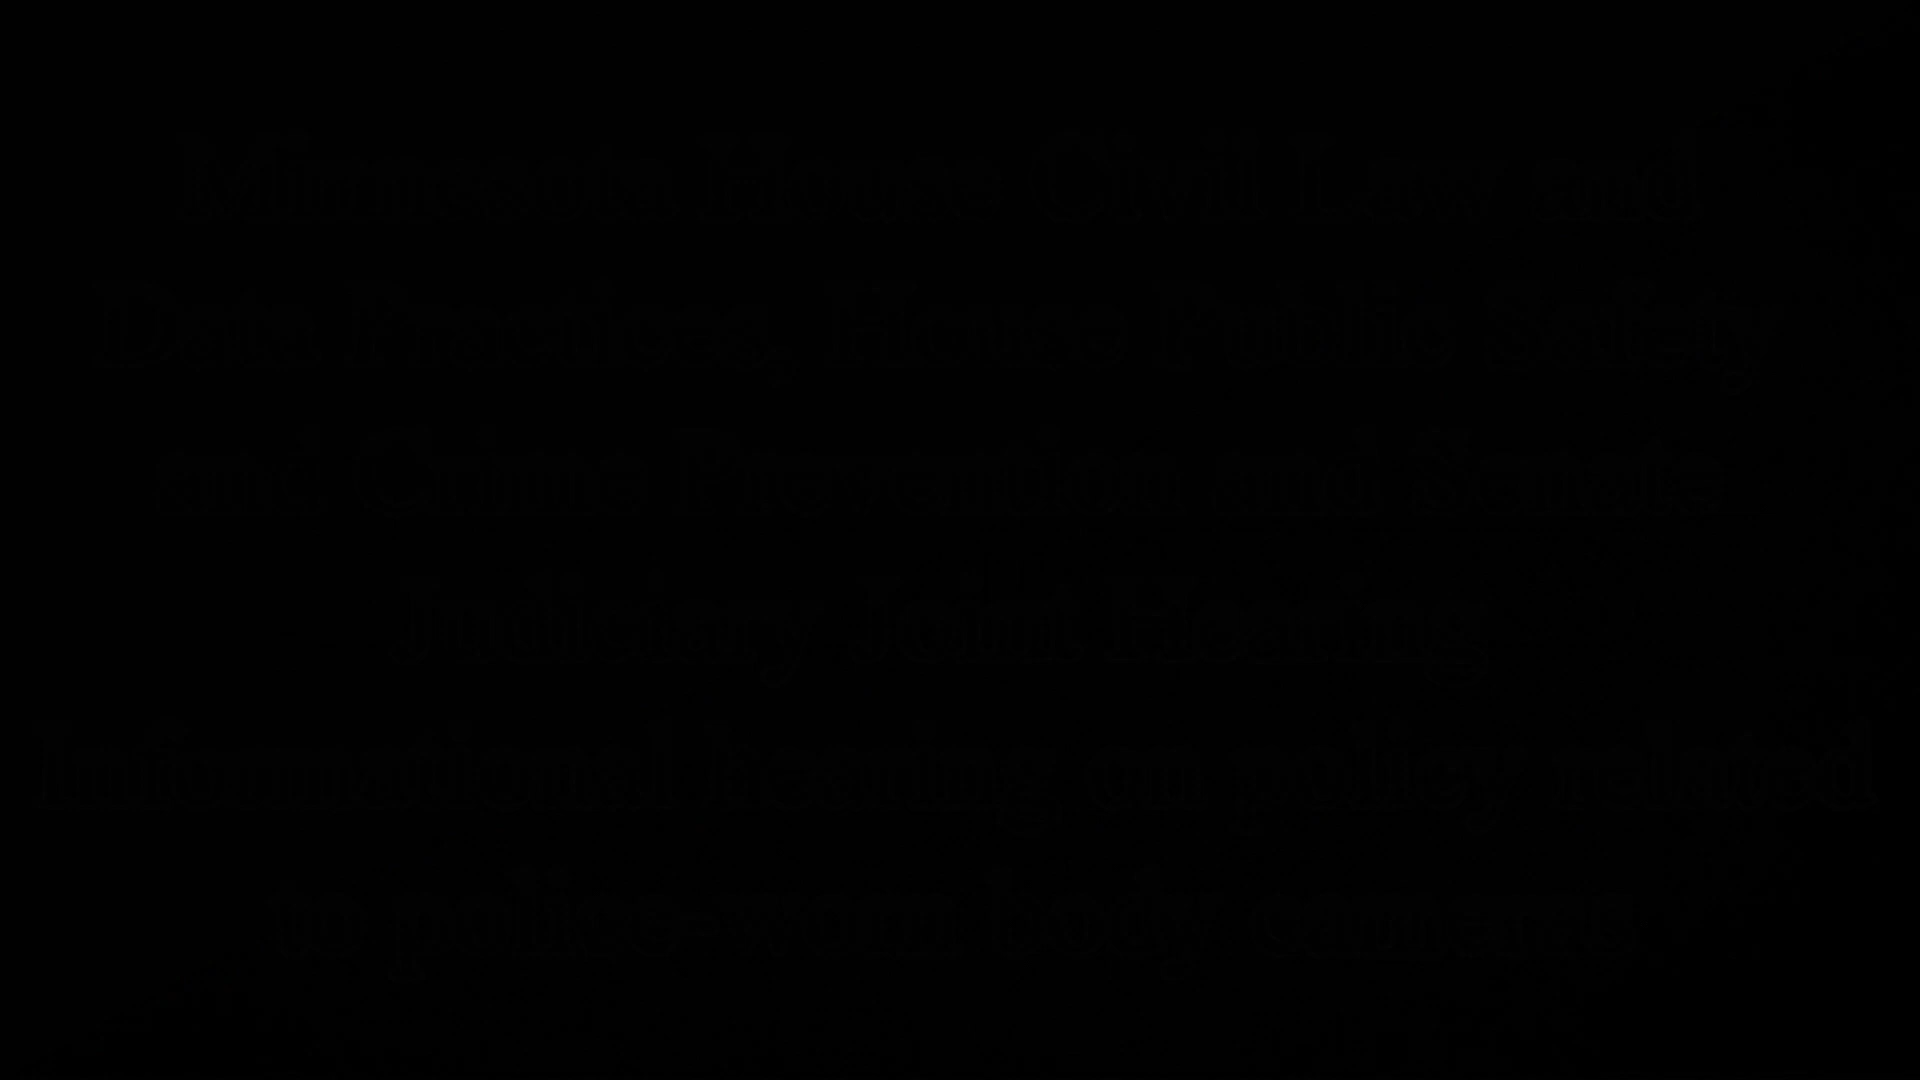 Minnesota House Civil Law and
Data Practices, House Public Safety
and Crime Prevention and Senate
Judiciary Joint Hearing
Informational hearing on policy related
to police-worn body cameras